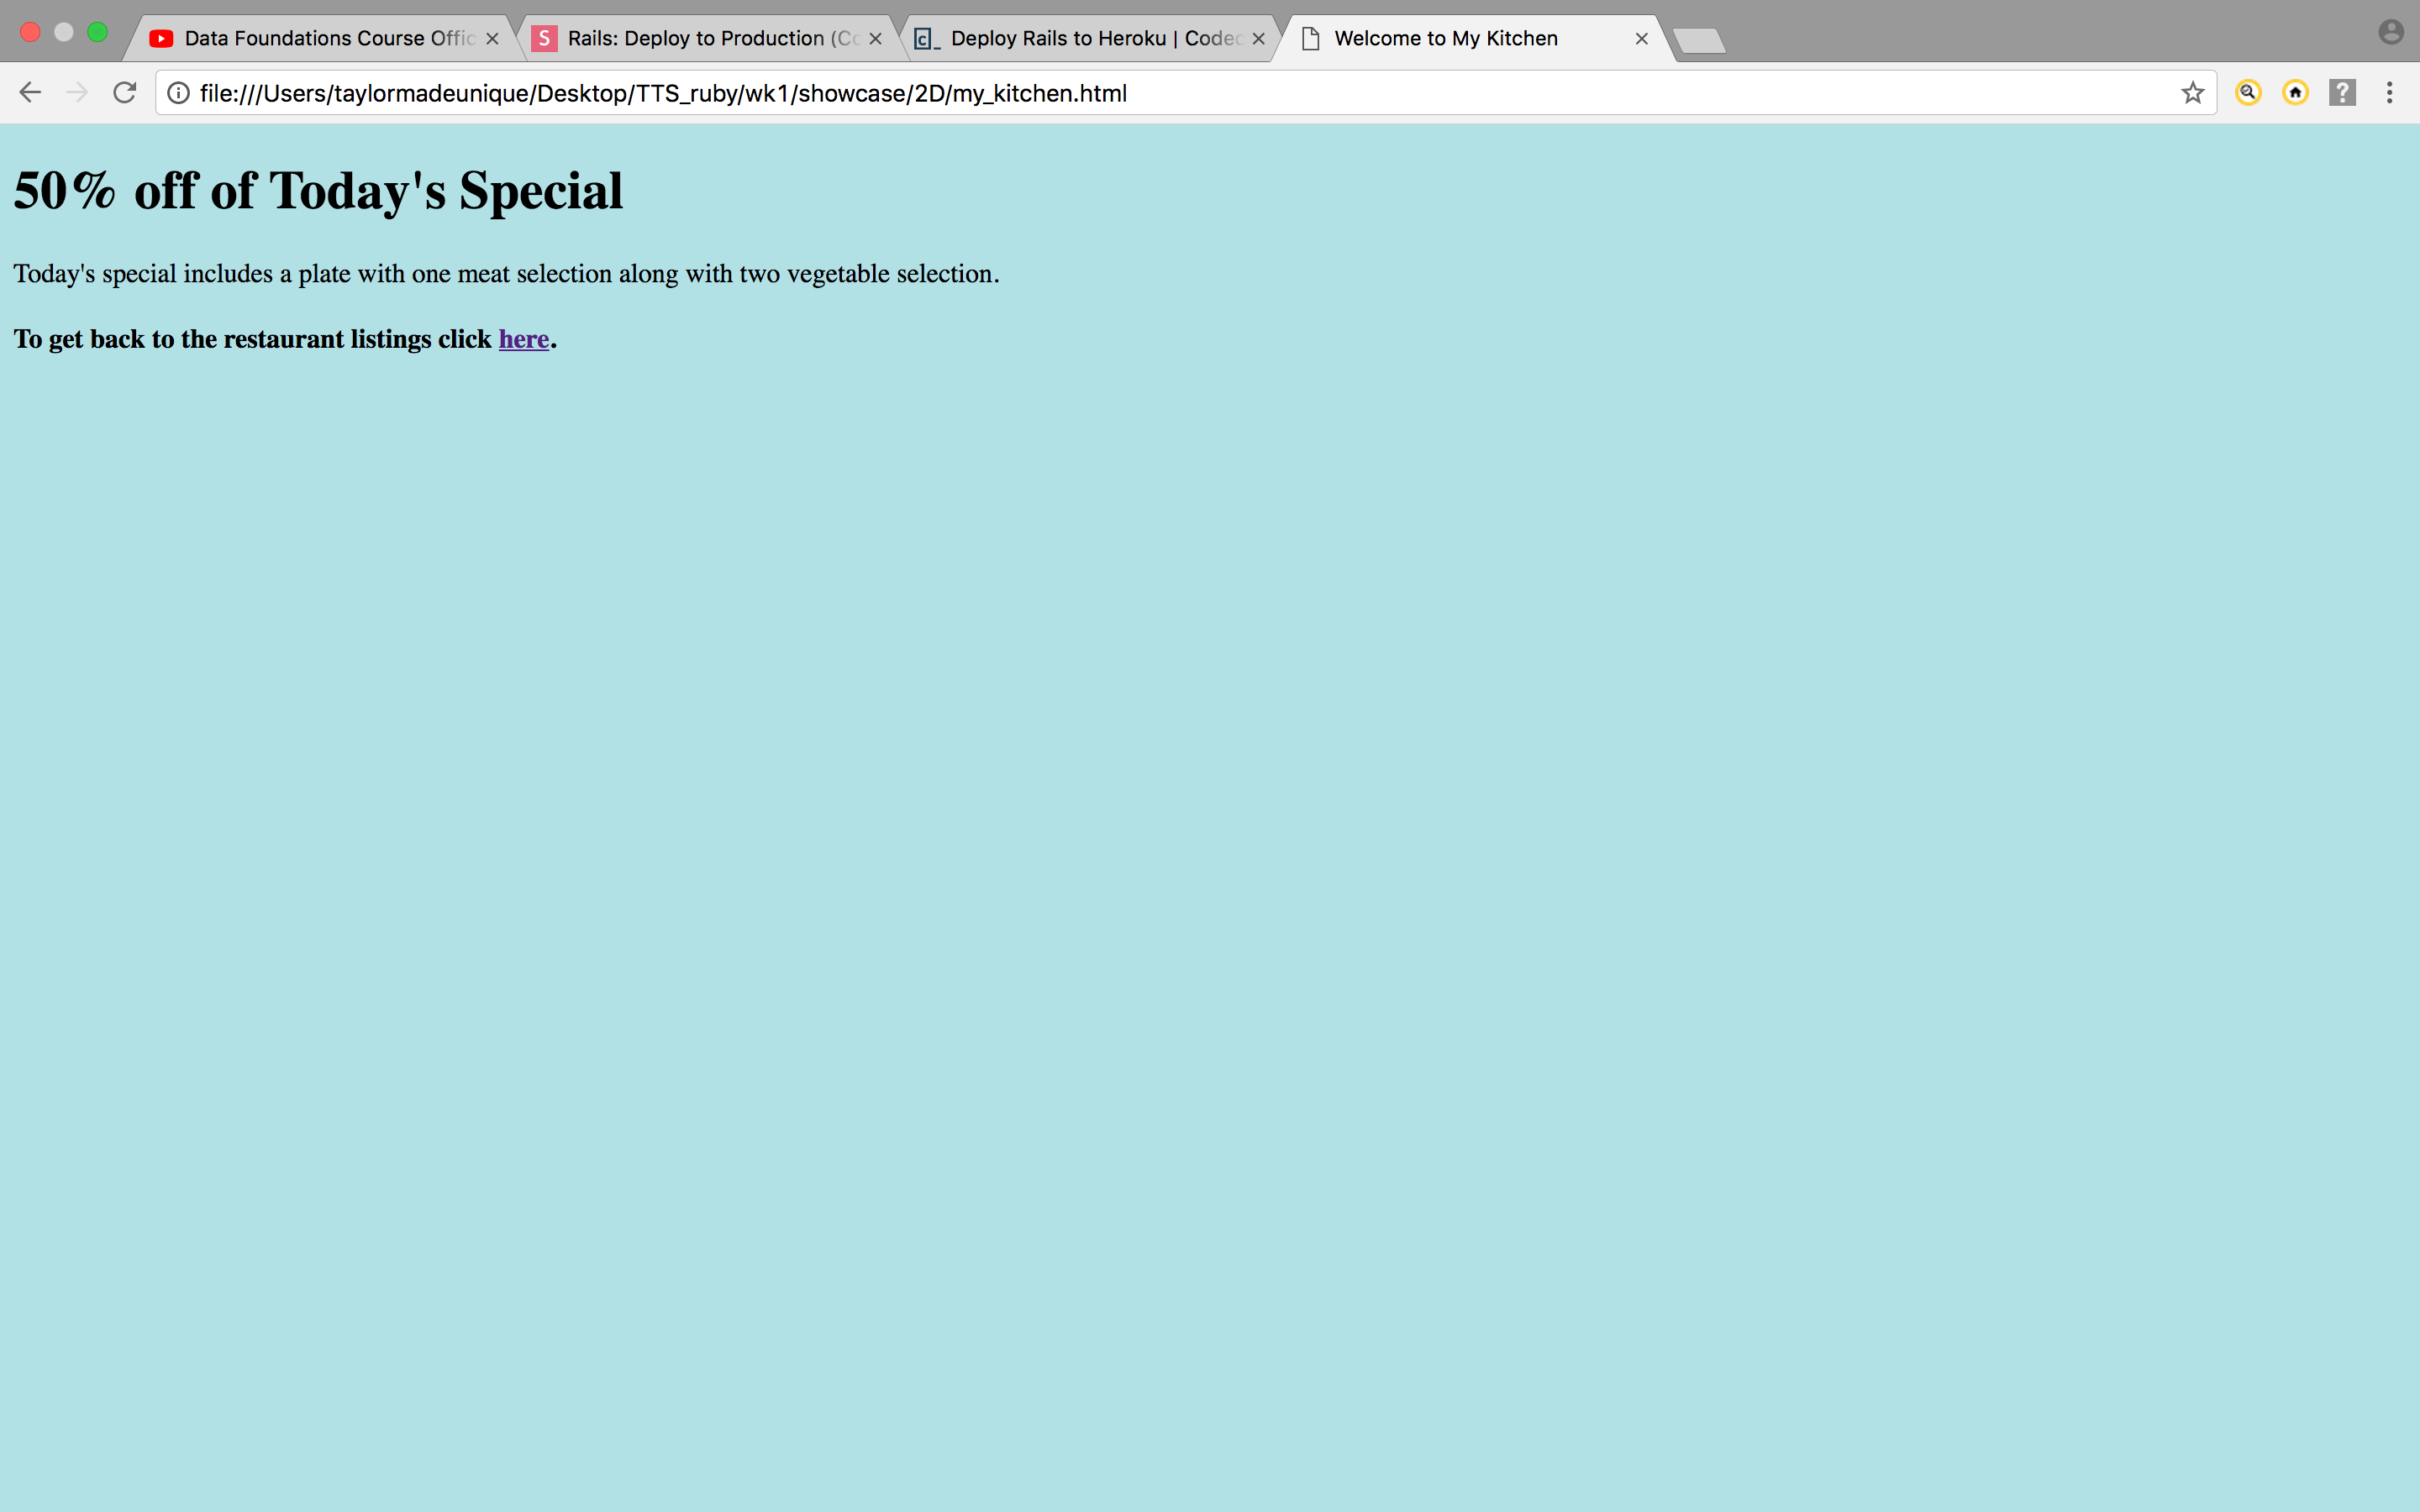 Data Foundations Course Offic
S Rails: Deploy to Production (Co
c_ Deploy Rails to Heroku | Codec
Welcome to My Kitchen
file:///Users/taylormadeunique/Desktop/TTS_ruby/wk1/showcase/2D/my_kitchen.html
?
50% off of Today's Special
Today's special includes a plate with one meat selection along with two vegetable selection.
To get back to the restaurant listings click here.